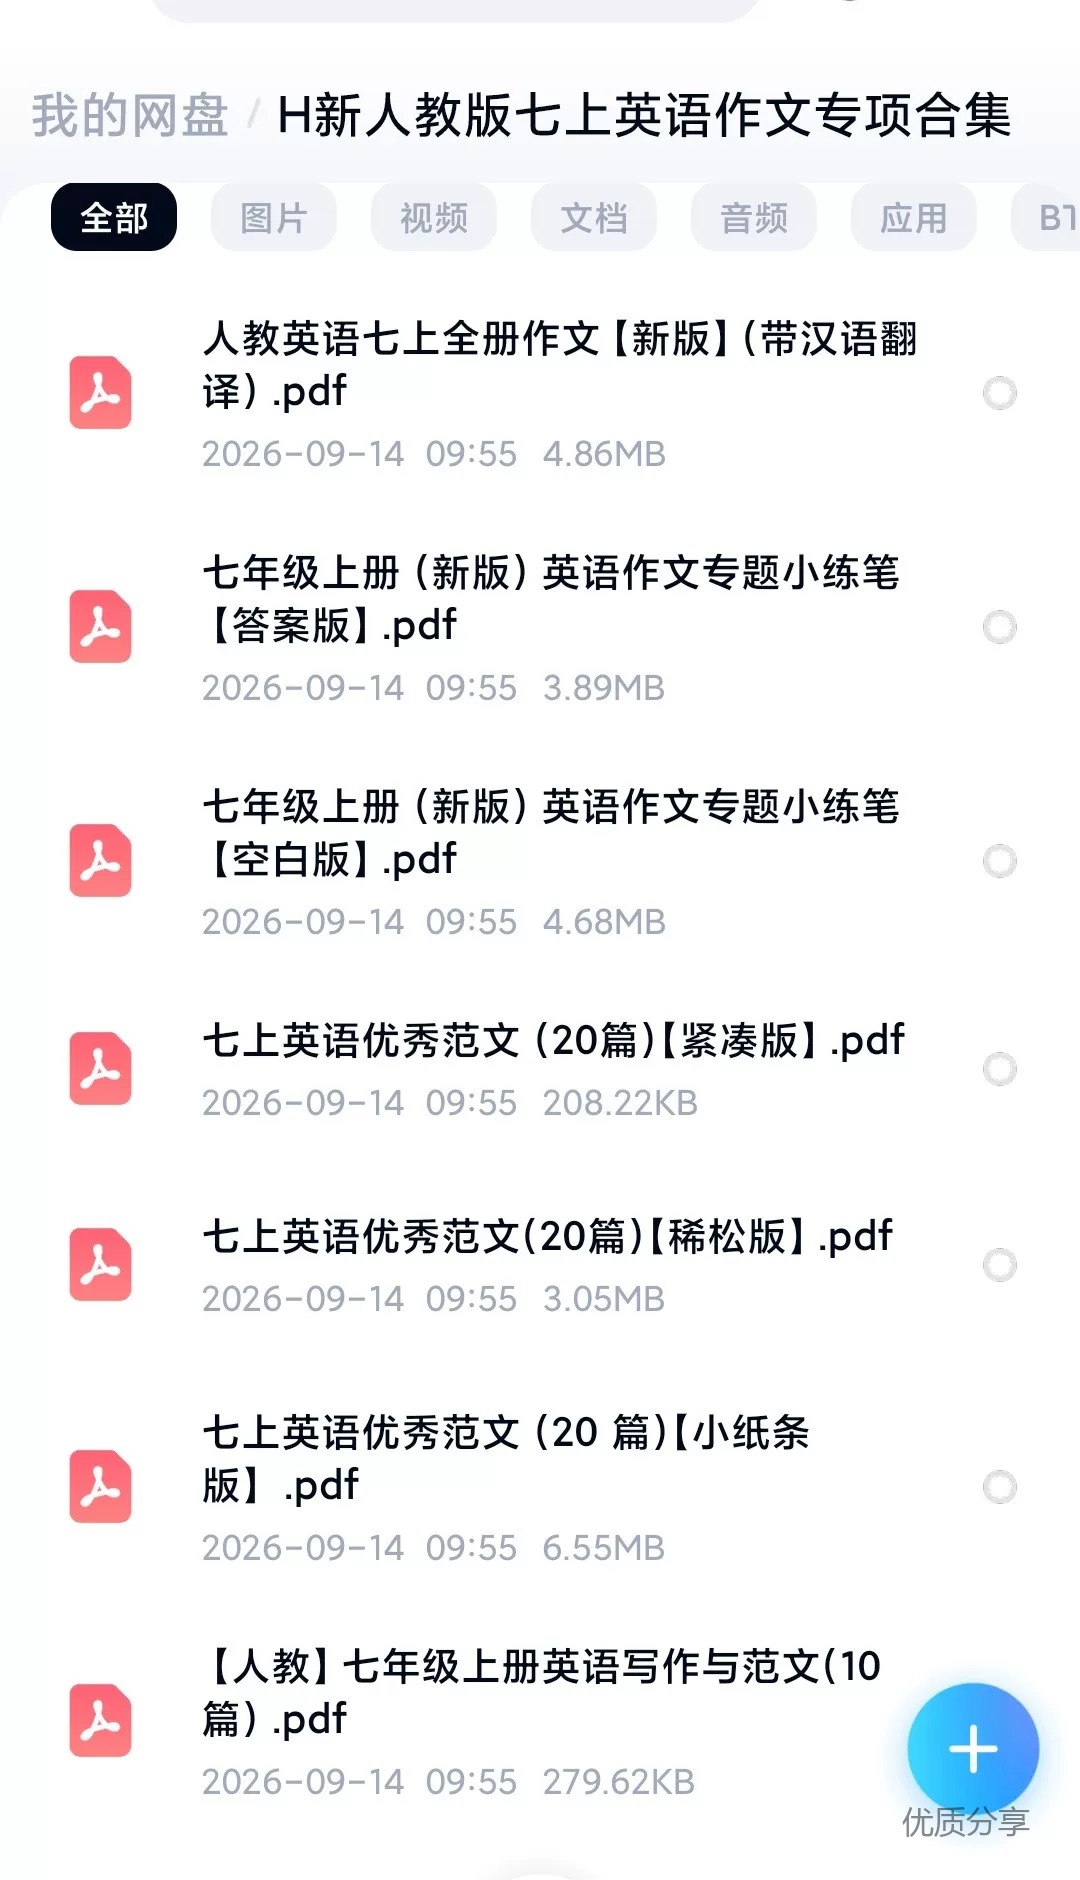 我的网盘 / H新人教版七上英语作文专项合集
全部 图片 视频 文档 音频 应用 BT
人教英语七上全册作文【新版】(带汉语翻
译).pdf
2026-09-14 09:55 4.86MB
七年级上册(新版)英语作文专题小练笔
【答案版】.pdf
2026-09-14 09:55 3.89MB
七年级上册(新版)英语作文专题小练笔
【空白版】.pdf
2026-09-14 09:55 4.68MB
七上英语优秀范文(20篇)【紧凑版】.pdf
2026-09-14 09:55 208.22KB
七上英语优秀范文(20篇)【稀松版】.pdf
2026-09-14 09:55 3.05MB
七上英语优秀范文(20 篇)【小纸条
版】.pdf
2026-09-14 09:55 6.55MB
【人教】七年级上册英语写作与范文(10
篇).pdf
2026-09-14 09:55 279.62KB
优质分享